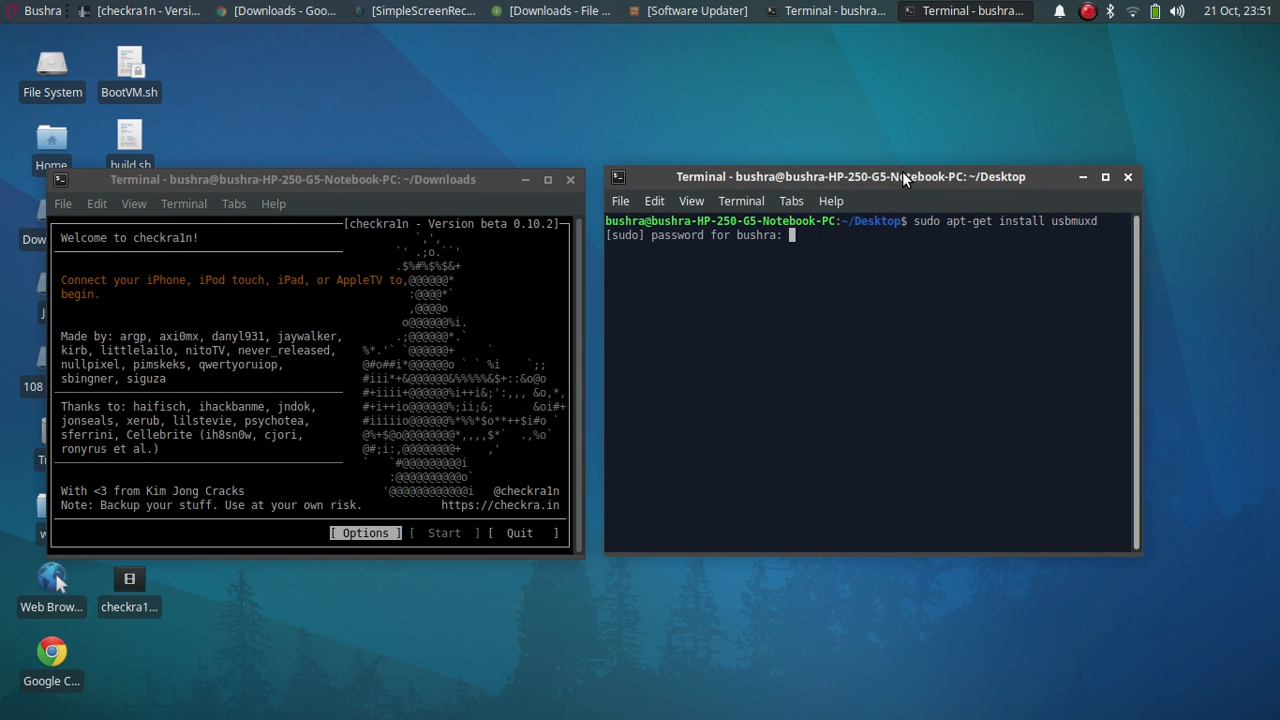 Bushra
[checkra1n - Versi...
[Downloads - Goo...
[SimpleScreenRec...
[Downloads - File ...
[Software Updater]
Terminal - bushra...
Terminal - bushra...
21 Oct, 23:51
File System
BootVM.sh
Home
build.sh
Dow
J
108
Tr
w
Web Brow...
checkra1...
Google C...
Terminal - bushra@bushra-HP-250-G5-Notebook-PC: ~/Downloads
File Edit View Terminal Tabs Help
[checkra1n - Version beta 0.10.2]
Welcome to checkra1n!
Connect your iPhone, iPod touch, iPad, or AppleTV to
begin.
Made by: argp, axi0mx, danyl931, jaywalker,
kirb, littlelailo, nitoTV, never_released,
nullpixel, pimskeks, qwertyoruiop,
sbingner, siguza
Thanks to: haifisch, ihackbanme, jndok,
jonseals, xerub, lilstevie, psychotea,
sferrini, Cellebrite (ih8sn0w, cjori,
ronyrus et al.)
With <3 from Kim Jong Cracks
@checkra1n
Note: Backup your stuff. Use at your own risk.
https://checkra.in
[ Options ] [ Start ] [ Quit ]
Terminal - bushra@bushra-HP-250-G5-Notebook-PC: ~/Desktop
File Edit View Terminal Tabs Help
bushra@bushra-HP-250-G5-Notebook-PC:~/Desktop$ sudo apt-get install usbmuxd
[sudo] password for bushra: